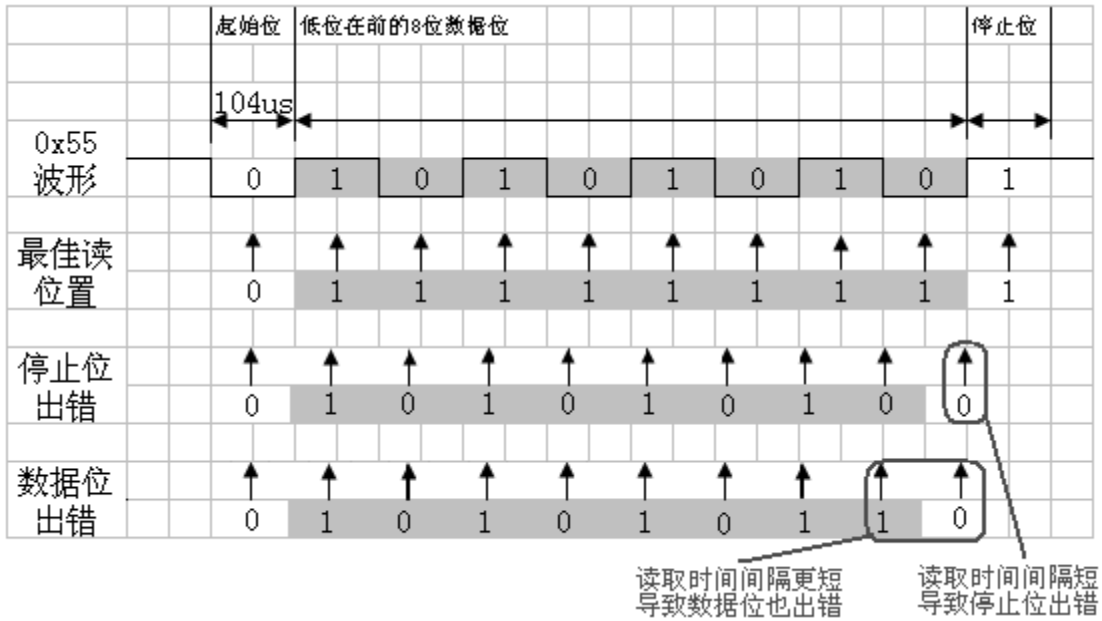 起始位 低位在前的8位数据位 停止位
104us
0x55
波形 0 1 0 1 0 1 0 1 0 1
最佳读
位置 0 1 1 1 1 1 1 1 1 1
停止位
出错 0 1 0 1 0 1 0 1 0 0
数据位
出错 0 1 0 1 0 1 0 1 1 0
读取时间间隔更短 读取时间间隔短
导致数据位也出错 导致停止位出错